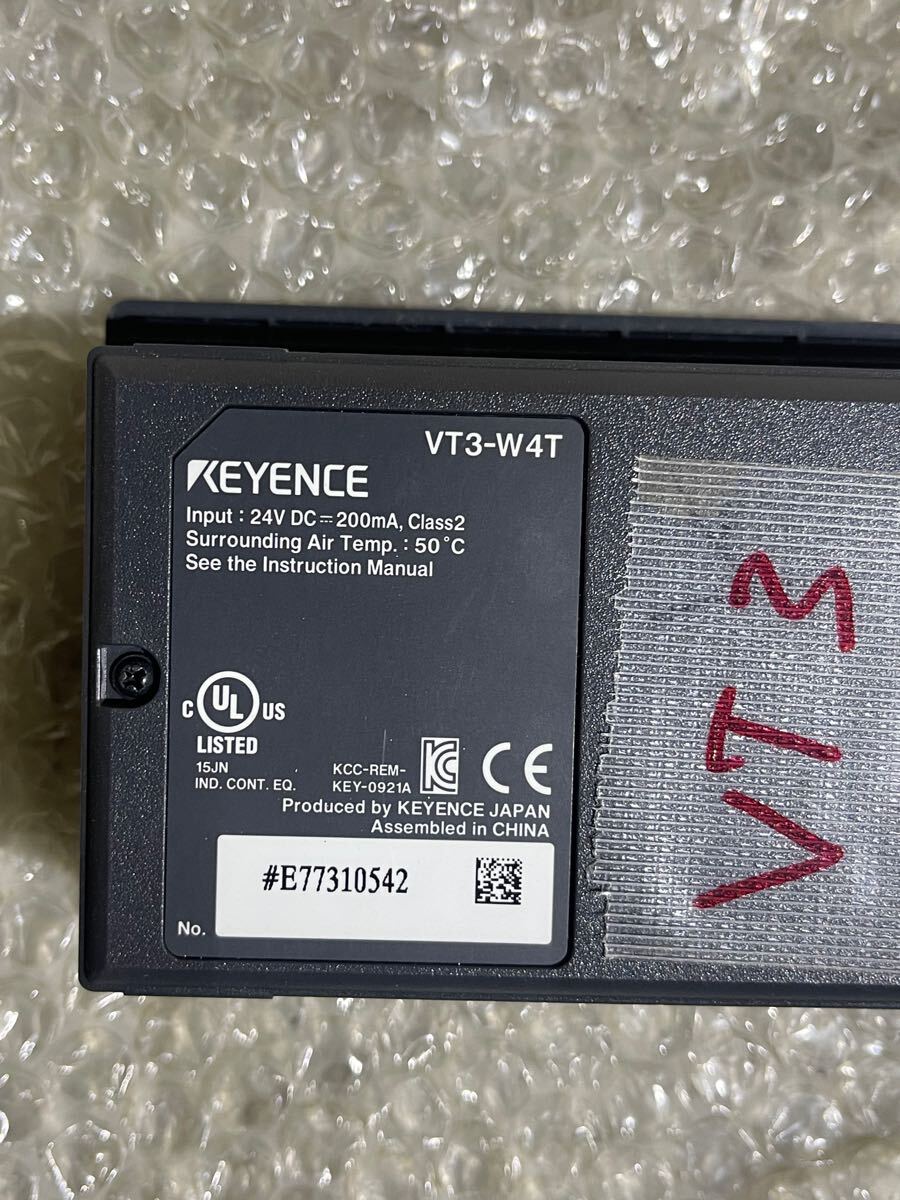 VT3-W4T
KEYENCE
Input : 24V DC⎓200mA, Class2
Surrounding Air Temp. : 50°C
See the Instruction Manual
C UL US
LISTED
15JN
IND. CONT. EQ.
KCC-REM-
KEY-0921A
KC
CE
Produced by KEYENCE JAPAN
Assembled in CHINA
No.
#E77310542
VT3